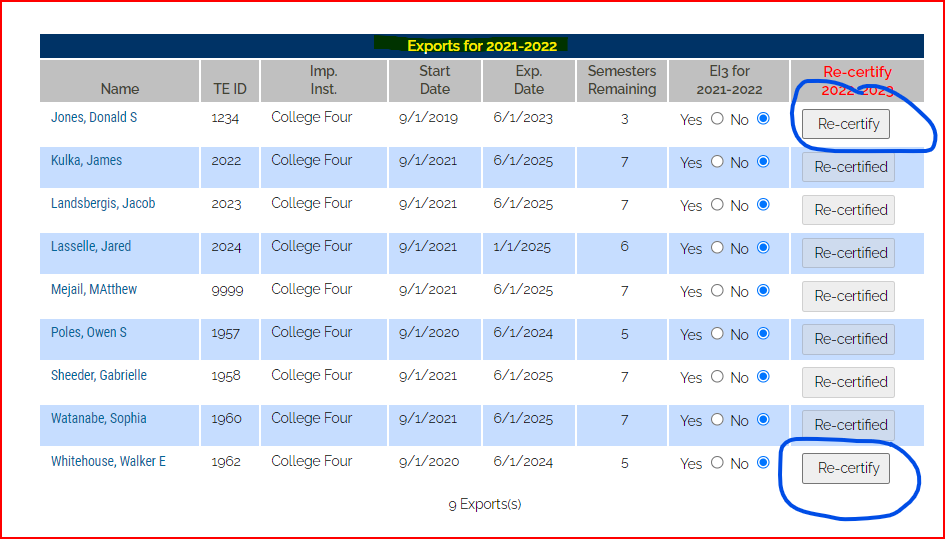 Exports for 2021-2022
Name TE ID Imp. Inst. Start Date Exp. Date Semesters Remaining EI3 for 2021-2022 Re-certify 2022-2023
Jones, Donald S 1234 College Four 9/1/2019 6/1/2023 3 Yes No Re-certify
Kulka, James 2022 College Four 9/1/2021 6/1/2025 7 Yes No Re-certified
Landsbergis, Jacob 2023 College Four 9/1/2021 6/1/2025 7 Yes No Re-certified
Lasselle, Jared 2024 College Four 9/1/2021 1/1/2025 6 Yes No Re-certified
Mejail, MAtthew 9999 College Four 9/1/2021 6/1/2025 7 Yes No Re-certified
Poles, Owen S 1957 College Four 9/1/2020 6/1/2024 5 Yes No Re-certified
Sheeder, Gabrielle 1958 College Four 9/1/2021 6/1/2025 7 Yes No Re-certified
Watanabe, Sophia 1960 College Four 9/1/2021 6/1/2025 7 Yes No Re-certified
Whitehouse, Walker E 1962 College Four 9/1/2020 6/1/2024 5 Yes No Re-certify
9 Exports(s)